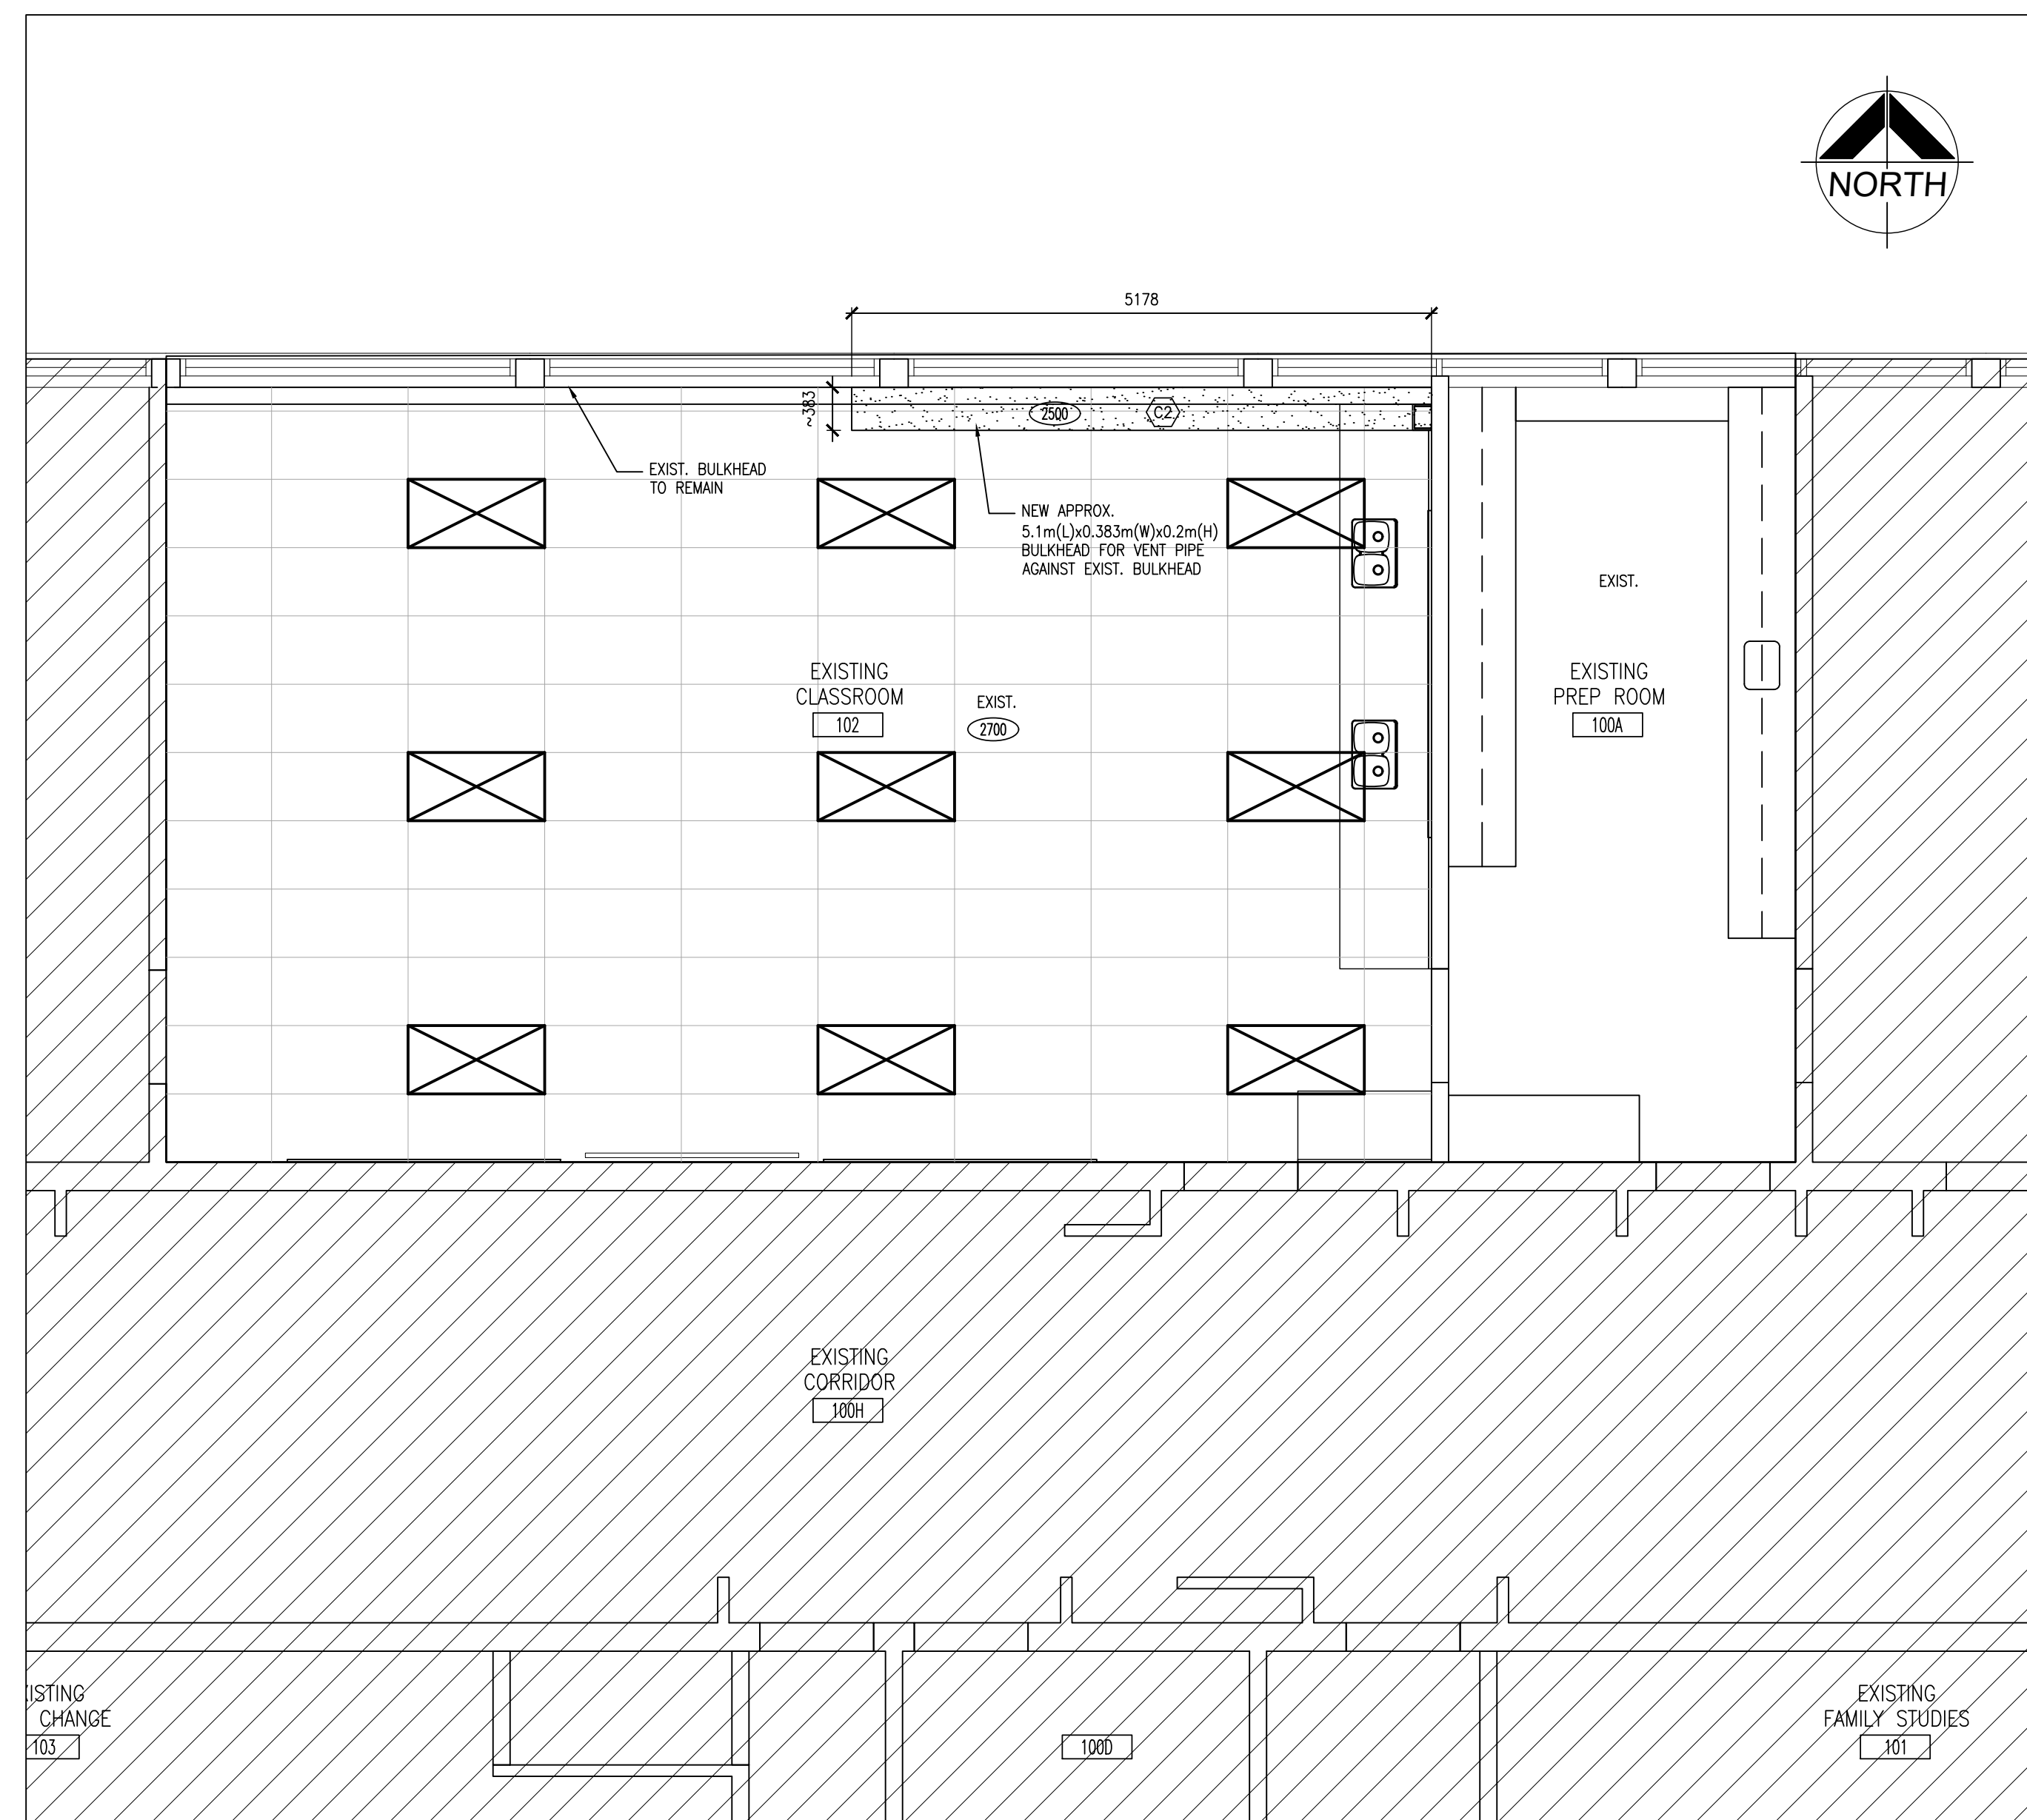 NORTH
5178
~383
2500
C2
EXIST. BULKHEAD
TO REMAIN
NEW APPROX.
5.1m(L)x0.383m(W)x0.2m(H)
BULKHEAD FOR VENT PIPE
AGAINST EXIST. BULKHEAD
EXIST.
EXISTING
CLASSROOM
102
EXIST.
2700
EXISTING
PREP ROOM
100A
EXISTING
CORRIDOR
100H
ISTING
CHANGE
103
100D
EXISTING
FAMILY STUDIES
101